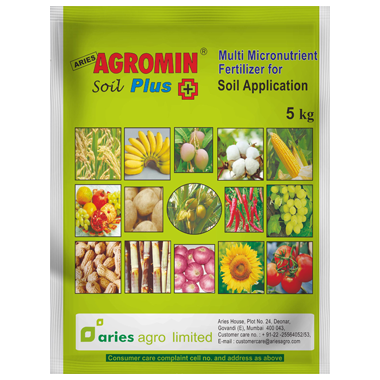 ARIES AGROMIN®
Soil Plus +
Multi Micronutrient
Fertilizer for
Soil Application
5 kg
aries agro limited
Aries House, Plot No. 24, Deonar,
Govandi (E), Mumbai 400 043,
Customer care no. : + 91-22 -25564052/53,
E-mail : customercare@ariesagro.com
Consumer care complaint cell no. and address as above